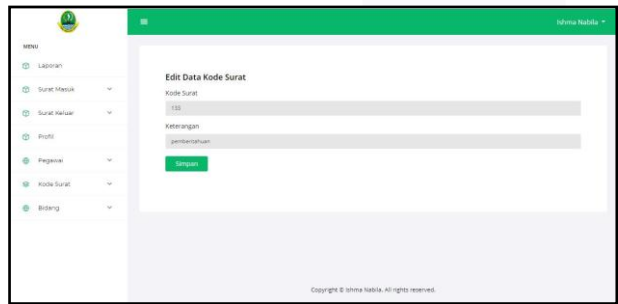 Ishma Nabila
MENU
Laporan
Surat Masuk
Surat Keluar
Profil
Pegawai
Kode Surat
Bidang
Edit Data Kode Surat
Kode Surat
Keterangan
pemberitahuan
Simpan
Copyright © Ishma Nabila. All rights reserved.